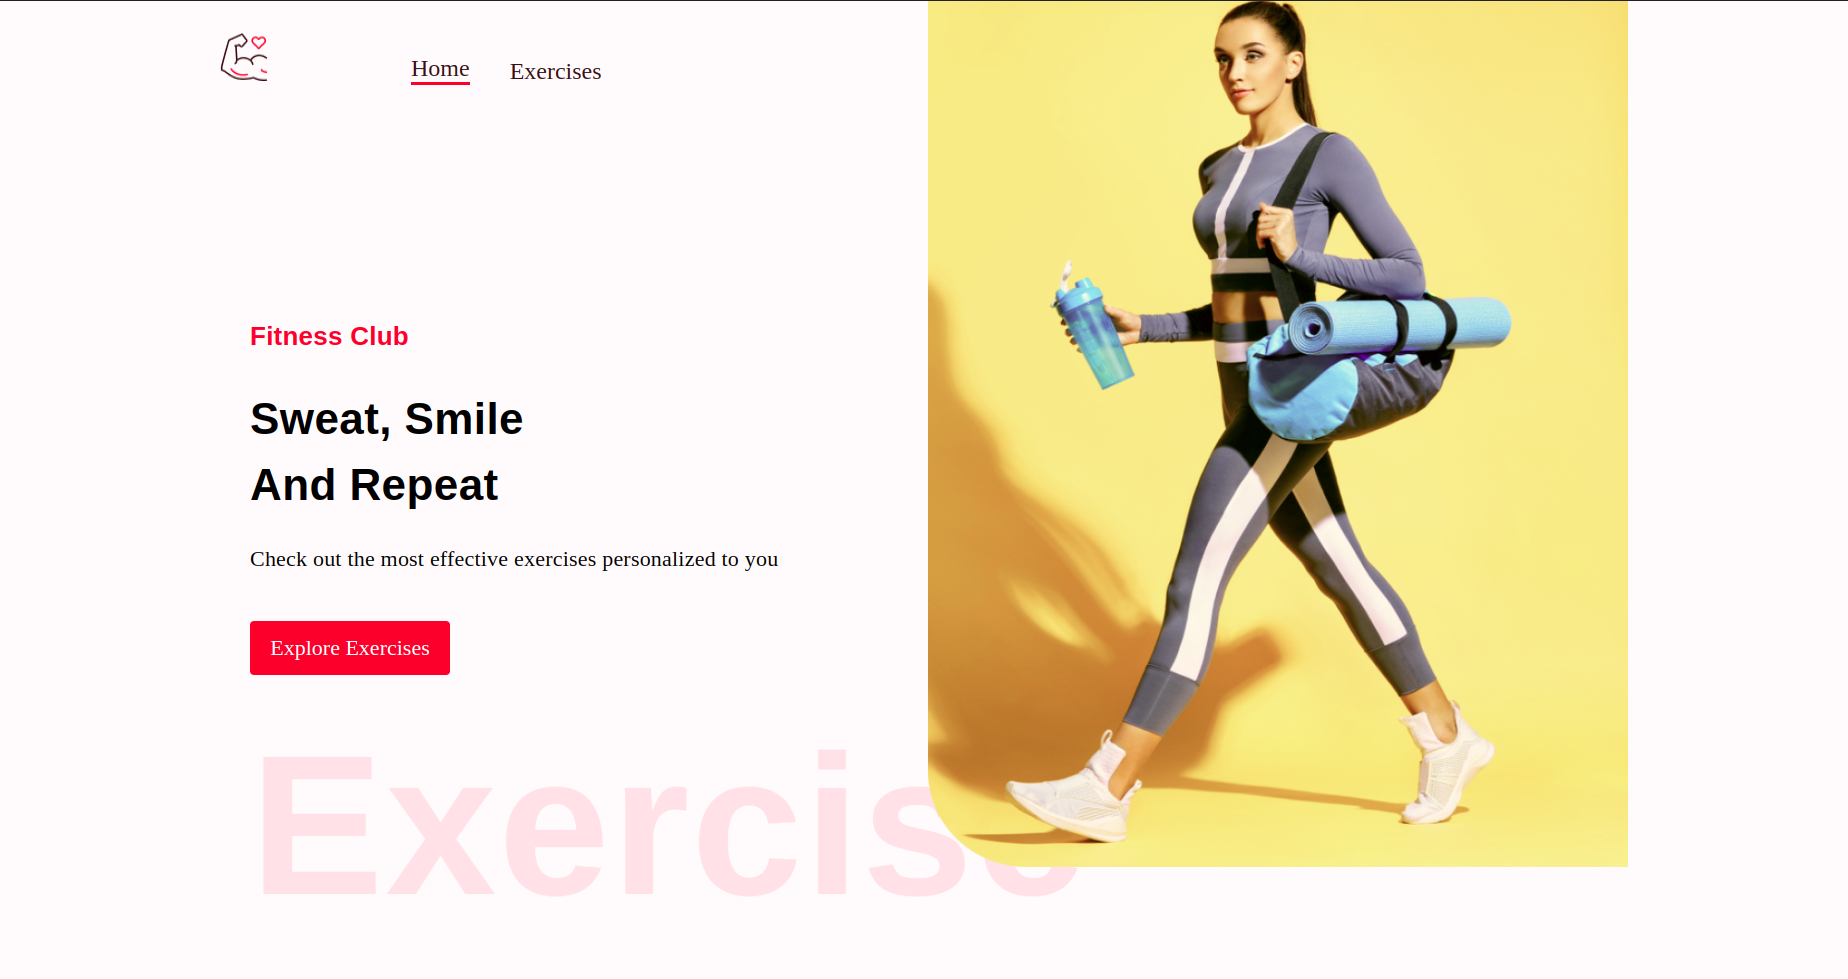 Home
Exercises
Fitness Club
Sweat, Smile
And Repeat
Check out the most effective exercises personalized to you
Explore Exercises
Exercise